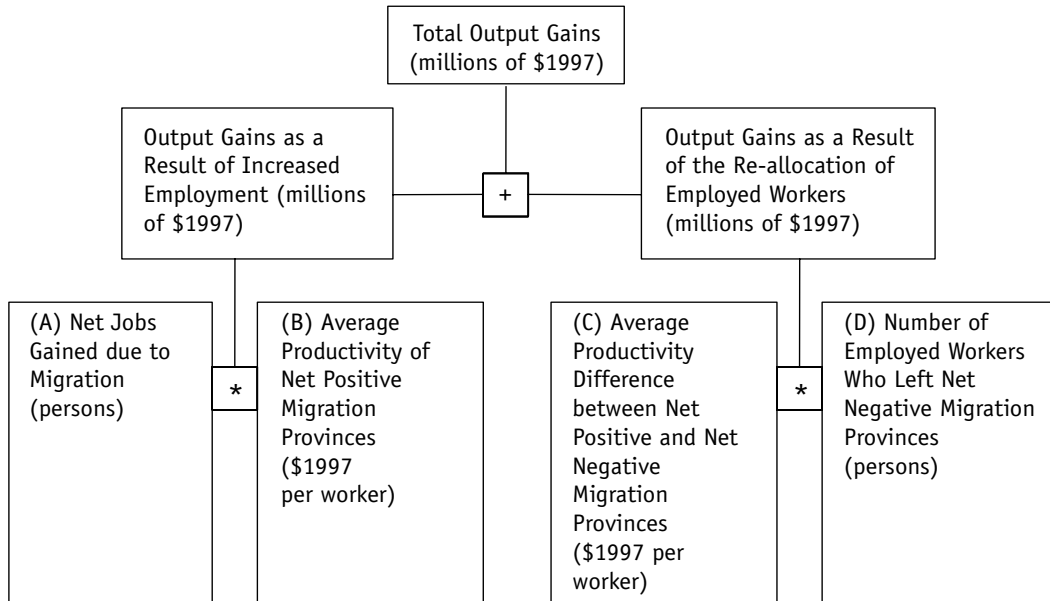 Total Output Gains
(millions of $1997)
Output Gains as a
Result of Increased
Employment (millions
of $1997)
+
Output Gains as a Result
of the Re-allocation of
Employed Workers
(millions of $1997)
(A) Net Jobs
Gained due to
Migration
(persons)
*
(B) Average
Productivity of
Net Positive
Migration
Provinces
($1997
per worker)
(C) Average
Productivity
Difference
between Net
Positive and Net
Negative
Migration
Provinces
($1997 per
worker)
*
(D) Number of
Employed Workers
Who Left Net
Negative Migration
Provinces
(persons)